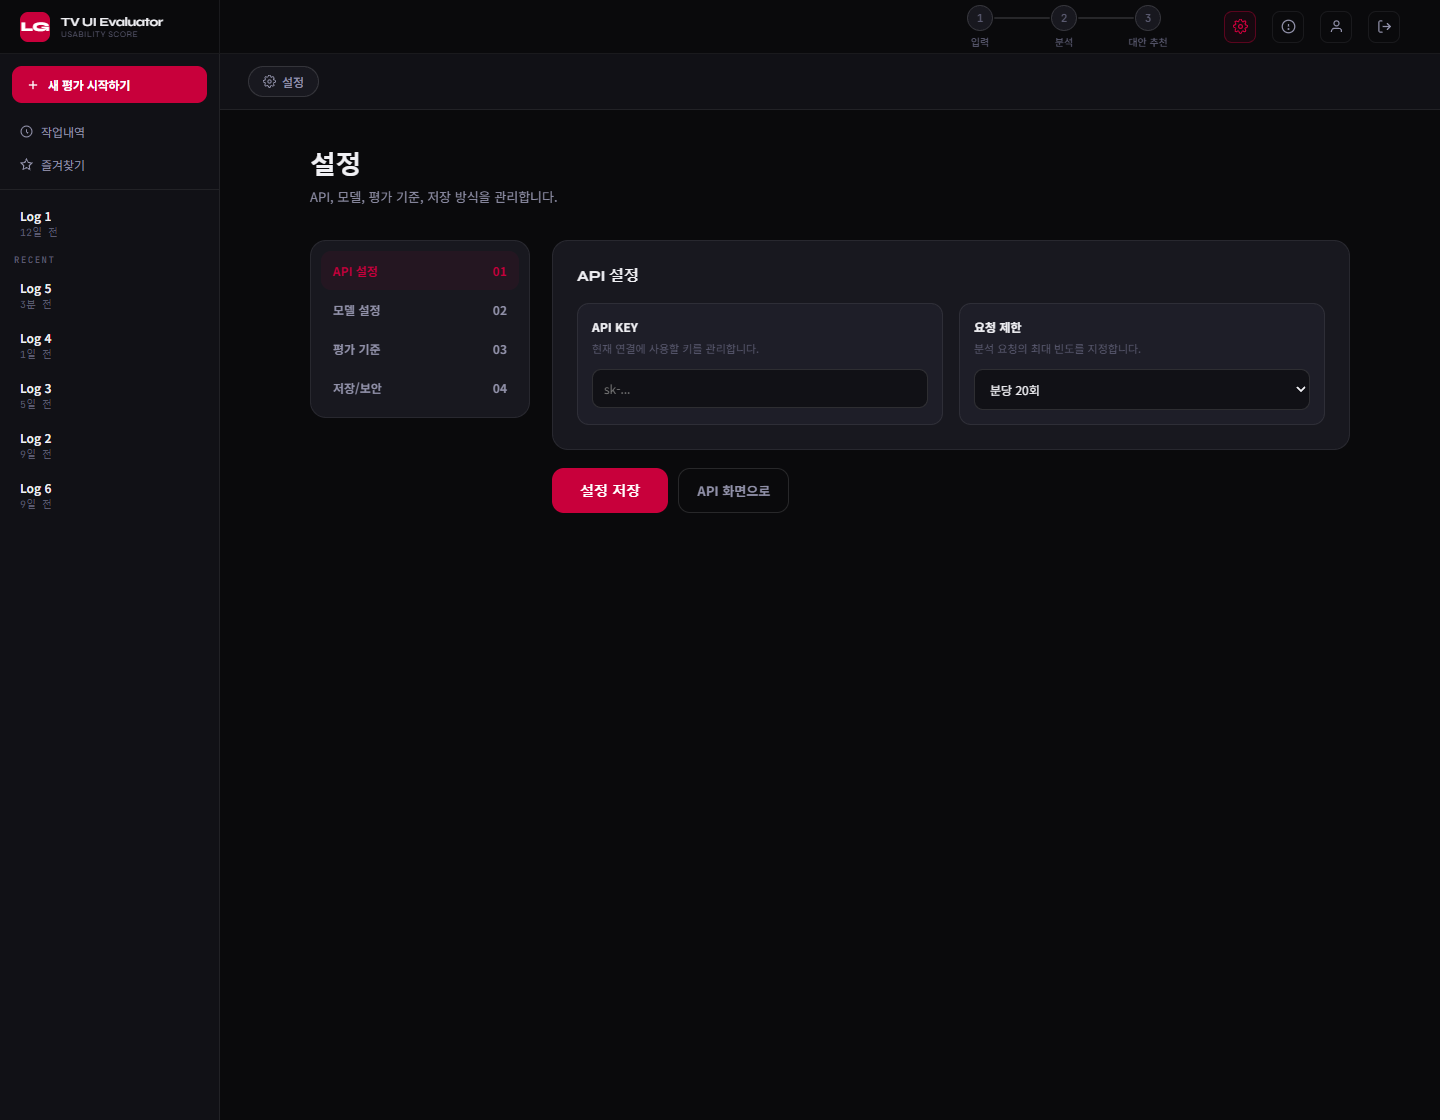 LG
TV UI Evaluator
USABILITY SCORE
1
2
3
입력
분석
대안 추천
+ 새 평가 시작하기
작업내역
즐겨찾기
Log 1
12일 전
RECENT
Log 5
3분 전
Log 4
1일 전
Log 3
5일 전
Log 2
9일 전
Log 6
9일 전
설정
설정
API, 모델, 평가 기준, 저장 방식을 관리합니다.
API 설정 01
모델 설정 02
평가 기준 03
저장/보안 04
API 설정
API KEY
현재 연결에 사용할 키를 관리합니다.
sk-...
요청 제한
분석 요청의 최대 빈도를 지정합니다.
분당 20회
설정 저장
API 화면으로